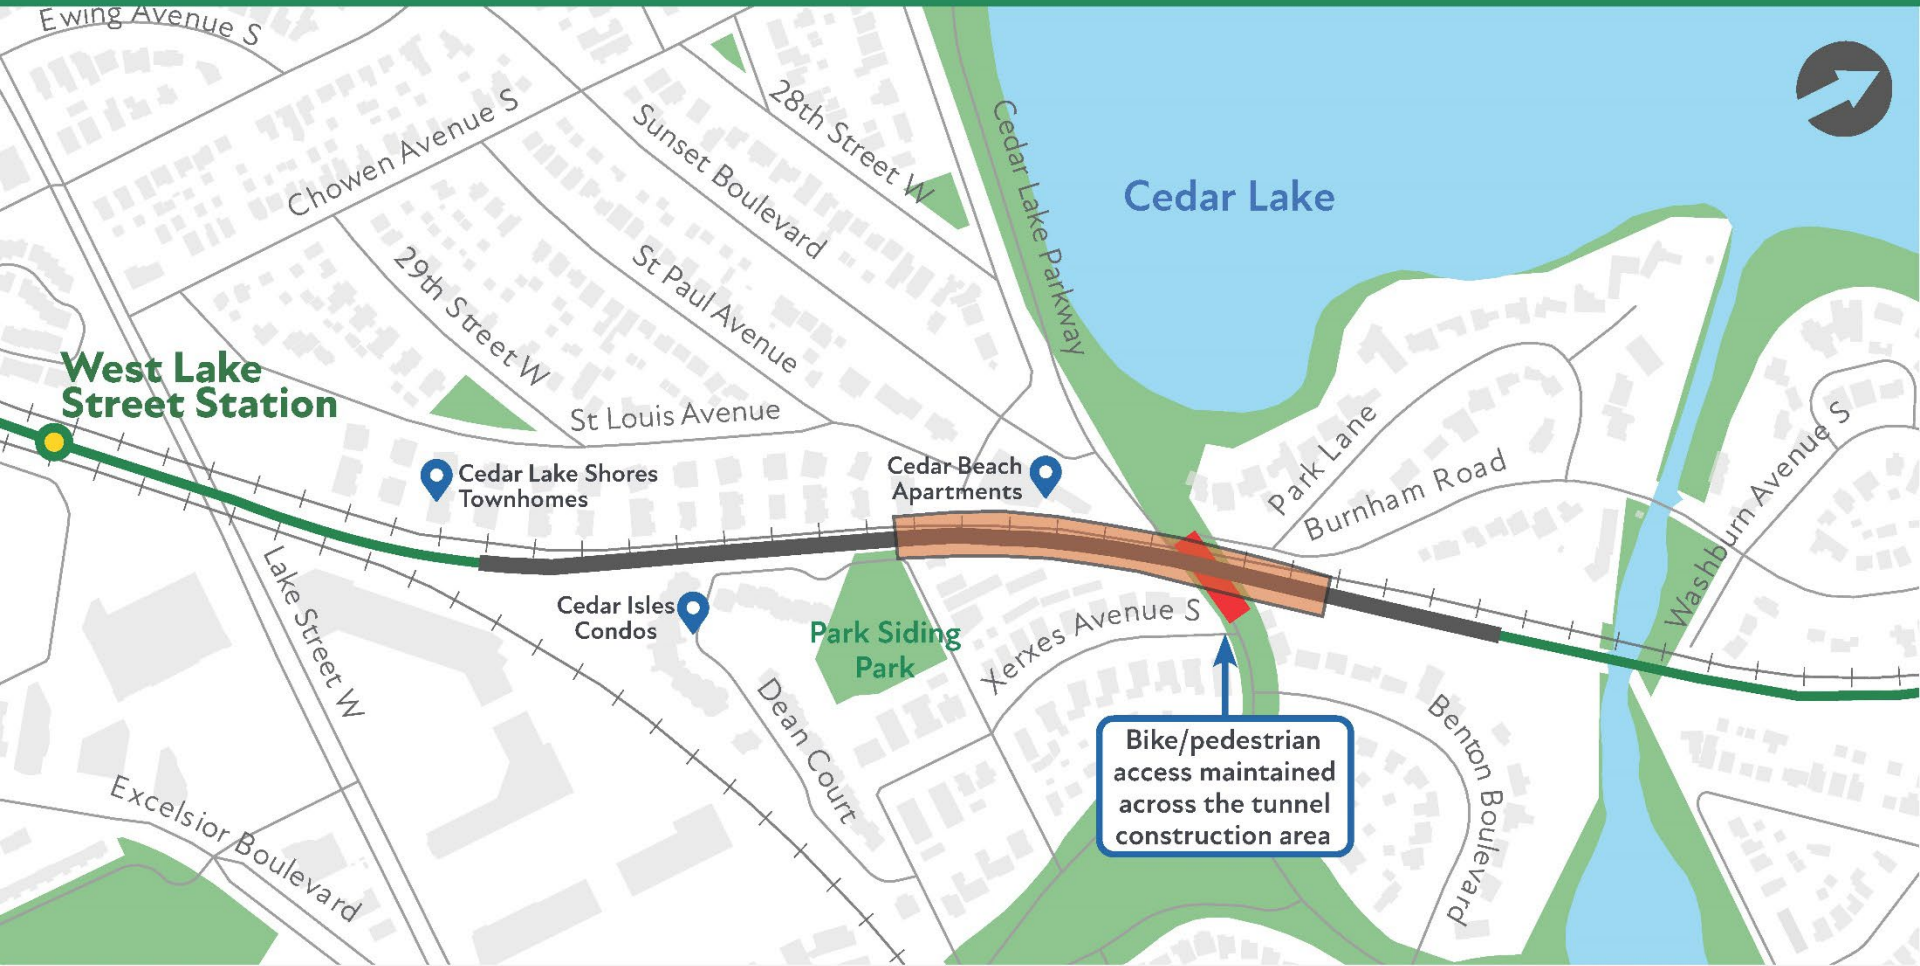 Ewing Avenue S
Chowen Avenue S
28th Street W
Sunset Boulevard
Cedar Lake Parkway
Cedar Lake
29th Street W
St Paul Avenue
West Lake
Street Station
St Louis Avenue
Park Lane
Burnham Road
Washburn Avenue S
Cedar Lake Shores
Townhomes
Cedar Beach
Apartments
Lake Street W
Cedar Isles
Condos
Park Siding
Park
Xerxes Avenue S
Dean Court
Benton Boulevard
Bike/pedestrian
access maintained
across the tunnel
construction area
Excelsior Boulevard